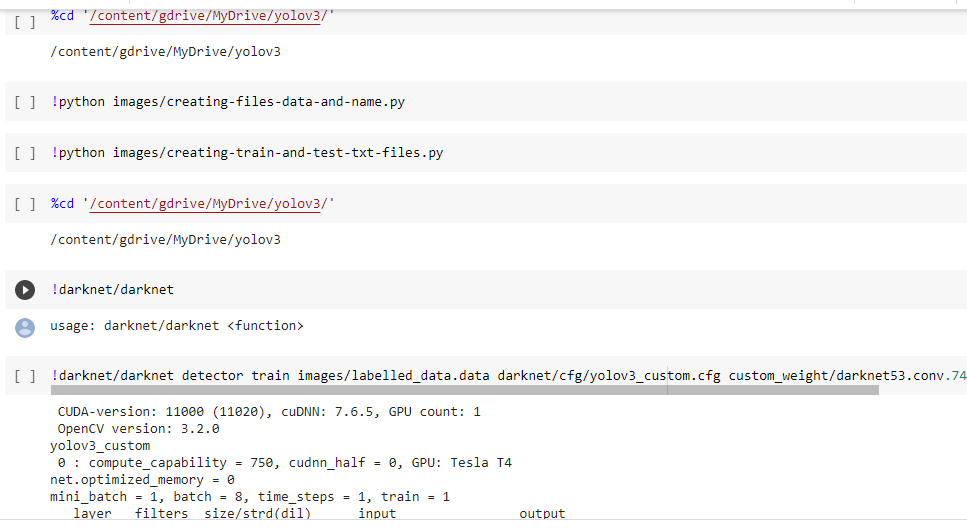 [ ] %cd '/content/gdrive/MyDrive/yolov3/'
/content/gdrive/MyDrive/yolov3
[ ] !python images/creating-files-data-and-name.py
[ ] !python images/creating-train-and-test-txt-files.py
[ ] %cd '/content/gdrive/MyDrive/yolov3/'
/content/gdrive/MyDrive/yolov3
!darknet/darknet
usage: darknet/darknet <function>
[ ] !darknet/darknet detector train images/labelled_data.data darknet/cfg/yolov3_custom.cfg custom_weight/darknet53.conv.74
CUDA-version: 11000 (11020), cuDNN: 7.6.5, GPU count: 1
OpenCV version: 3.2.0
yolov3_custom
0 : compute_capability = 750, cudnn_half = 0, GPU: Tesla T4
net.optimized_memory = 0
mini_batch = 1, batch = 8, time_steps = 1, train = 1
layer filters size/strd(dil) input output